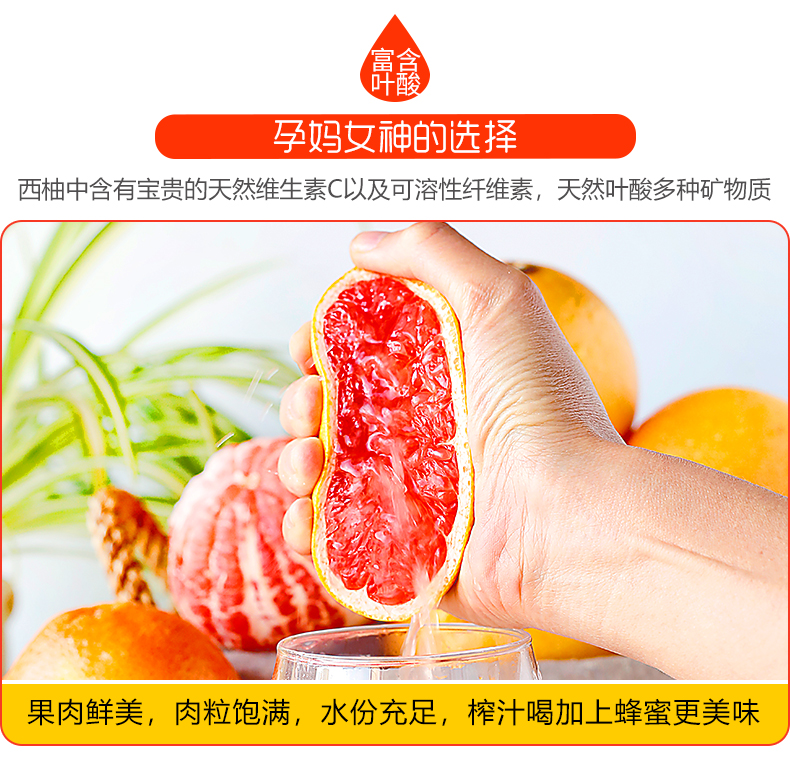 富含
叶酸
孕妈女神的选择
西柚中含有宝贵的天然维生素C以及可溶性纤维素，天然叶酸多种矿物质
果肉鲜美，肉粒饱满，水份充足，榨汁喝加上蜂蜜更美味